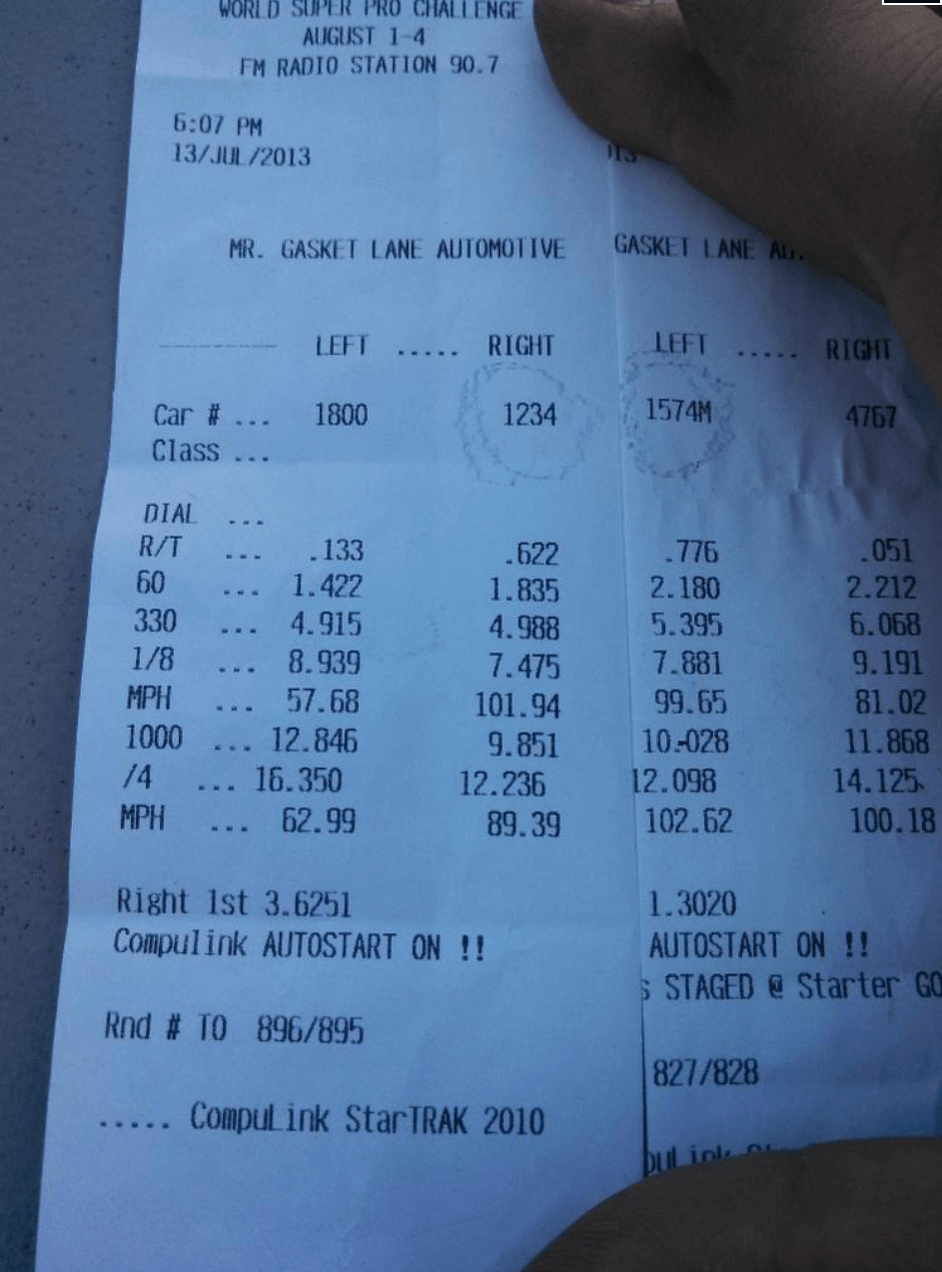 WORLD SUPER PRO CHALLENGE
AUGUST 1-4
FM RADIO STATION 90.7
6:07 PM
13/JUL/2013
MR. GASKET LANE AUTOMOTIVE GASKET LANE
LEFT ..... RIGHT LEFT ..... RIGHT
Car # ... 1800 1234 1574M 4767
Class ...
DIAL ...
R/T ... .133 .622 .776 .051
60 ... 1.422 1.835 2.180 2.212
330 ... 4.915 4.988 5.395 6.068
1/8 ... 8.939 7.475 7.881 9.191
MPH ... 57.68 101.94 99.65 81.02
1000 ... 12.846 9.851 10.028 11.868
/4 ... 16.350 12.236 12.098 14.125
MPH ... 62.99 89.39 102.62 100.18
Right 1st 3.6251 1.3020
Compulink AUTOSTART ON !! AUTOSTART ON !!
s STAGED @ Starter GO
Rnd # TO 896/895
827/828
..... CompuLink StarTRAK 2010